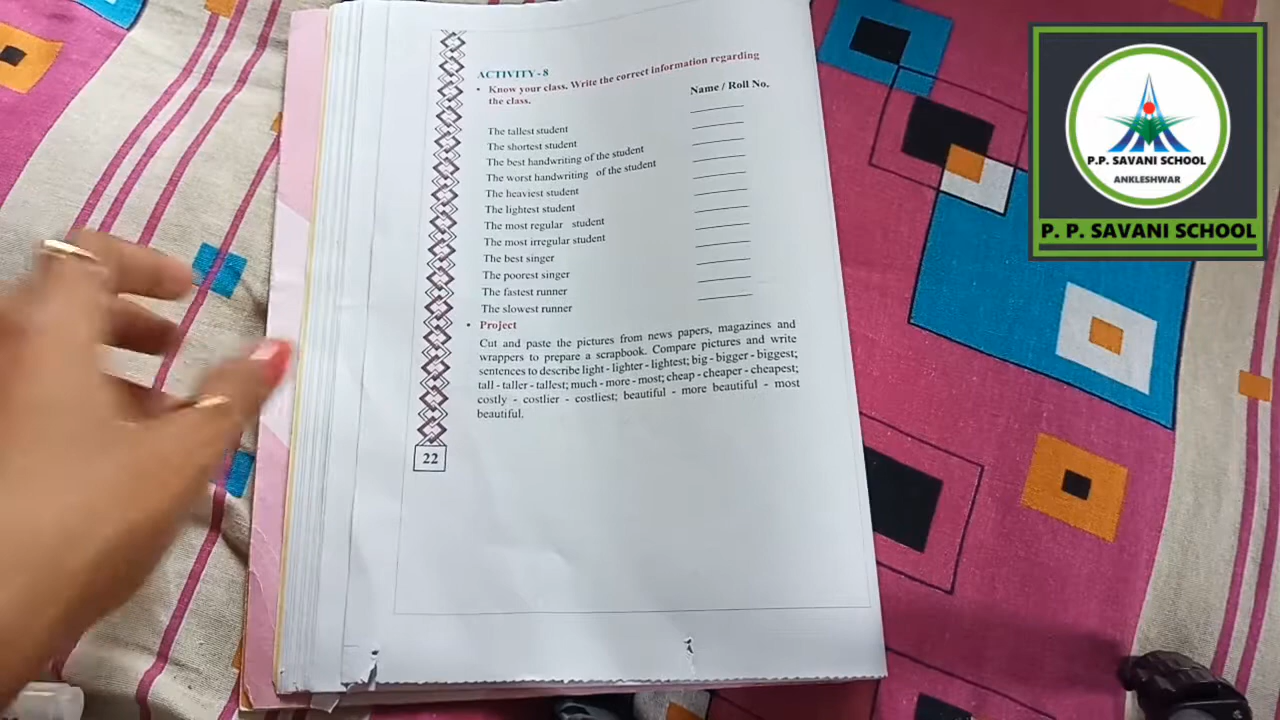 ACTIVITY - 8
• Know your class. Write the correct information regarding
the class.
Name / Roll No.
The tallest student
The shortest student
The best handwriting of the student
The worst handwriting of the student
The heaviest student
The lightest student
The most regular student
The most irregular student
The best singer
The poorest singer
The fastest runner
The slowest runner
• Project
Cut and paste the pictures from news papers, magazines and
wrappers to prepare a scrapbook. Compare pictures and write
sentences to describe light - lighter - lightest; big - bigger - biggest;
tall - taller - tallest; much - more - most; cheap - cheaper - cheapest;
costly - costlier - costliest; beautiful - more beautiful - most
beautiful.
22
P.P. SAVANI SCHOOL
ANKLESHWAR
P. P. SAVANI SCHOOL